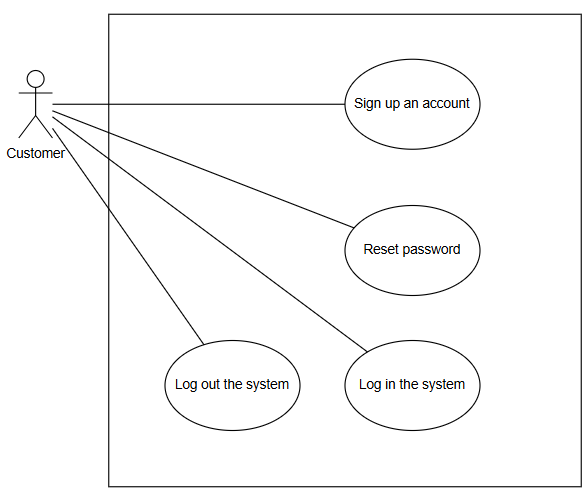 Sign up an account
Customer
Reset password
Log out the system
Log in the system